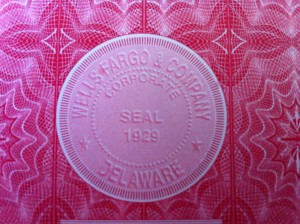 WELLS FARGO & COMPANY
CORPORATE
SEAL
1929
DELAWARE